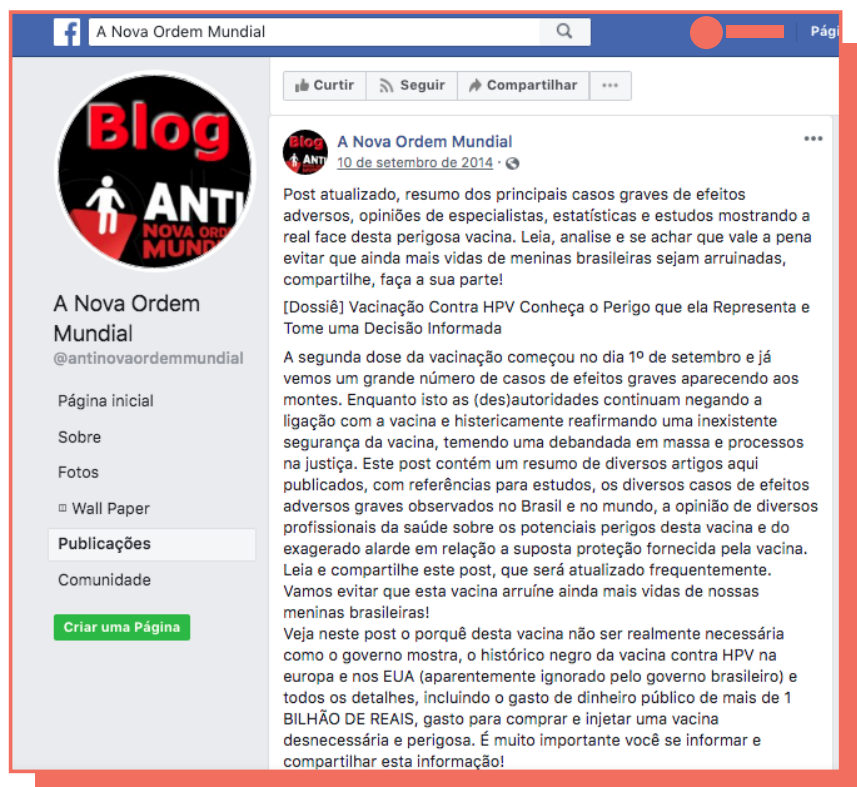 A Nova Ordem Mundial
Pági
Blog
ANTI
NOVA ORD
MUND
A Nova Ordem
Mundial
@antinovaordemmundial
Página inicial
Sobre
Fotos
Wall Paper
Publicações
Comunidade
Criar uma Página
Curtir
Seguir
Compartilhar
Blog
ANTI
A Nova Ordem Mundial
10 de setembro de 2014 ·
Post atualizado, resumo dos principais casos graves de efeitos
adversos, opiniões de especialistas, estatísticas e estudos mostrando a
real face desta perigosa vacina. Leia, analise e se achar que vale a pena
evitar que ainda mais vidas de meninas brasileiras sejam arruinadas,
compartilhe, faça a sua parte!
[Dossiê] Vacinação Contra HPV Conheça o Perigo que ela Representa e
Tome uma Decisão Informada
A segunda dose da vacinação começou no dia 1º de setembro e já
vemos um grande número de casos de efeitos graves aparecendo aos
montes. Enquanto isto as (des)autoridades continuam negando a
ligação com a vacina e histericamente reafirmando uma inexistente
segurança da vacina, temendo uma debandada em massa e processos
na justiça. Este post contém um resumo de diversos artigos aqui
publicados, com referências para estudos, os diversos casos de efeitos
adversos graves observados no Brasil e no mundo, a opinião de diversos
profissionais da saúde sobre os potenciais perigos desta vacina e do
exagerado alarde em relação a suposta proteção fornecida pela vacina.
Leia e compartilhe este post, que será atualizado frequentemente.
Vamos evitar que esta vacina arruíne ainda mais vidas de nossas
meninas brasileiras!
Veja neste post o porquê desta vacina não ser realmente necessária
como o governo mostra, o histórico negro da vacina contra HPV na
europa e nos EUA (aparentemente ignorado pelo governo brasileiro) e
todos os detalhes, incluindo o gasto de dinheiro público de mais de 1
BILHÃO DE REAIS, gasto para comprar e injetar uma vacina
desnecessária e perigosa. É muito importante você se informar e
compartilhar esta informação!